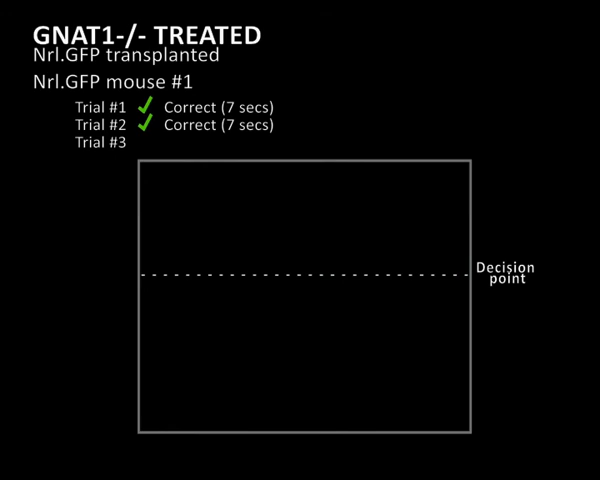 GNAT1-/- TREATED
Nrl.GFP transplanted
Nrl.GFP mouse #1
Trial #1 ✓ Correct (7 secs)
Trial #2 ✓ Correct (7 secs)
Trial #3
Decision
point